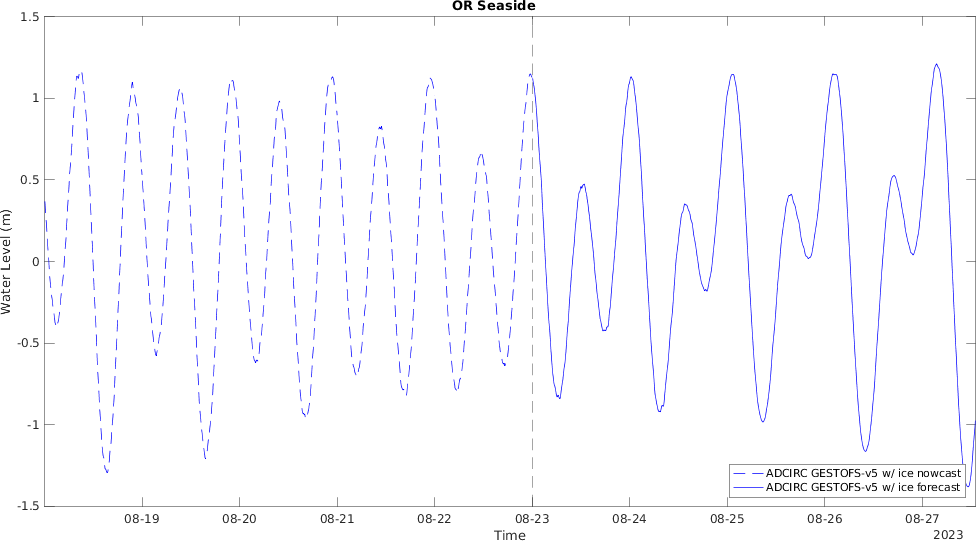 OR Seaside
1.5
1
0.5
0
-0.5
-1
-1.5
Water Level (m)
ADCIRC GESTOFS-v5 w/ ice nowcast
ADCIRC GESTOFS-v5 w/ ice forecast
08-19 08-20 08-21 08-22 08-23 08-24 08-25 08-26 08-27
Time
2023